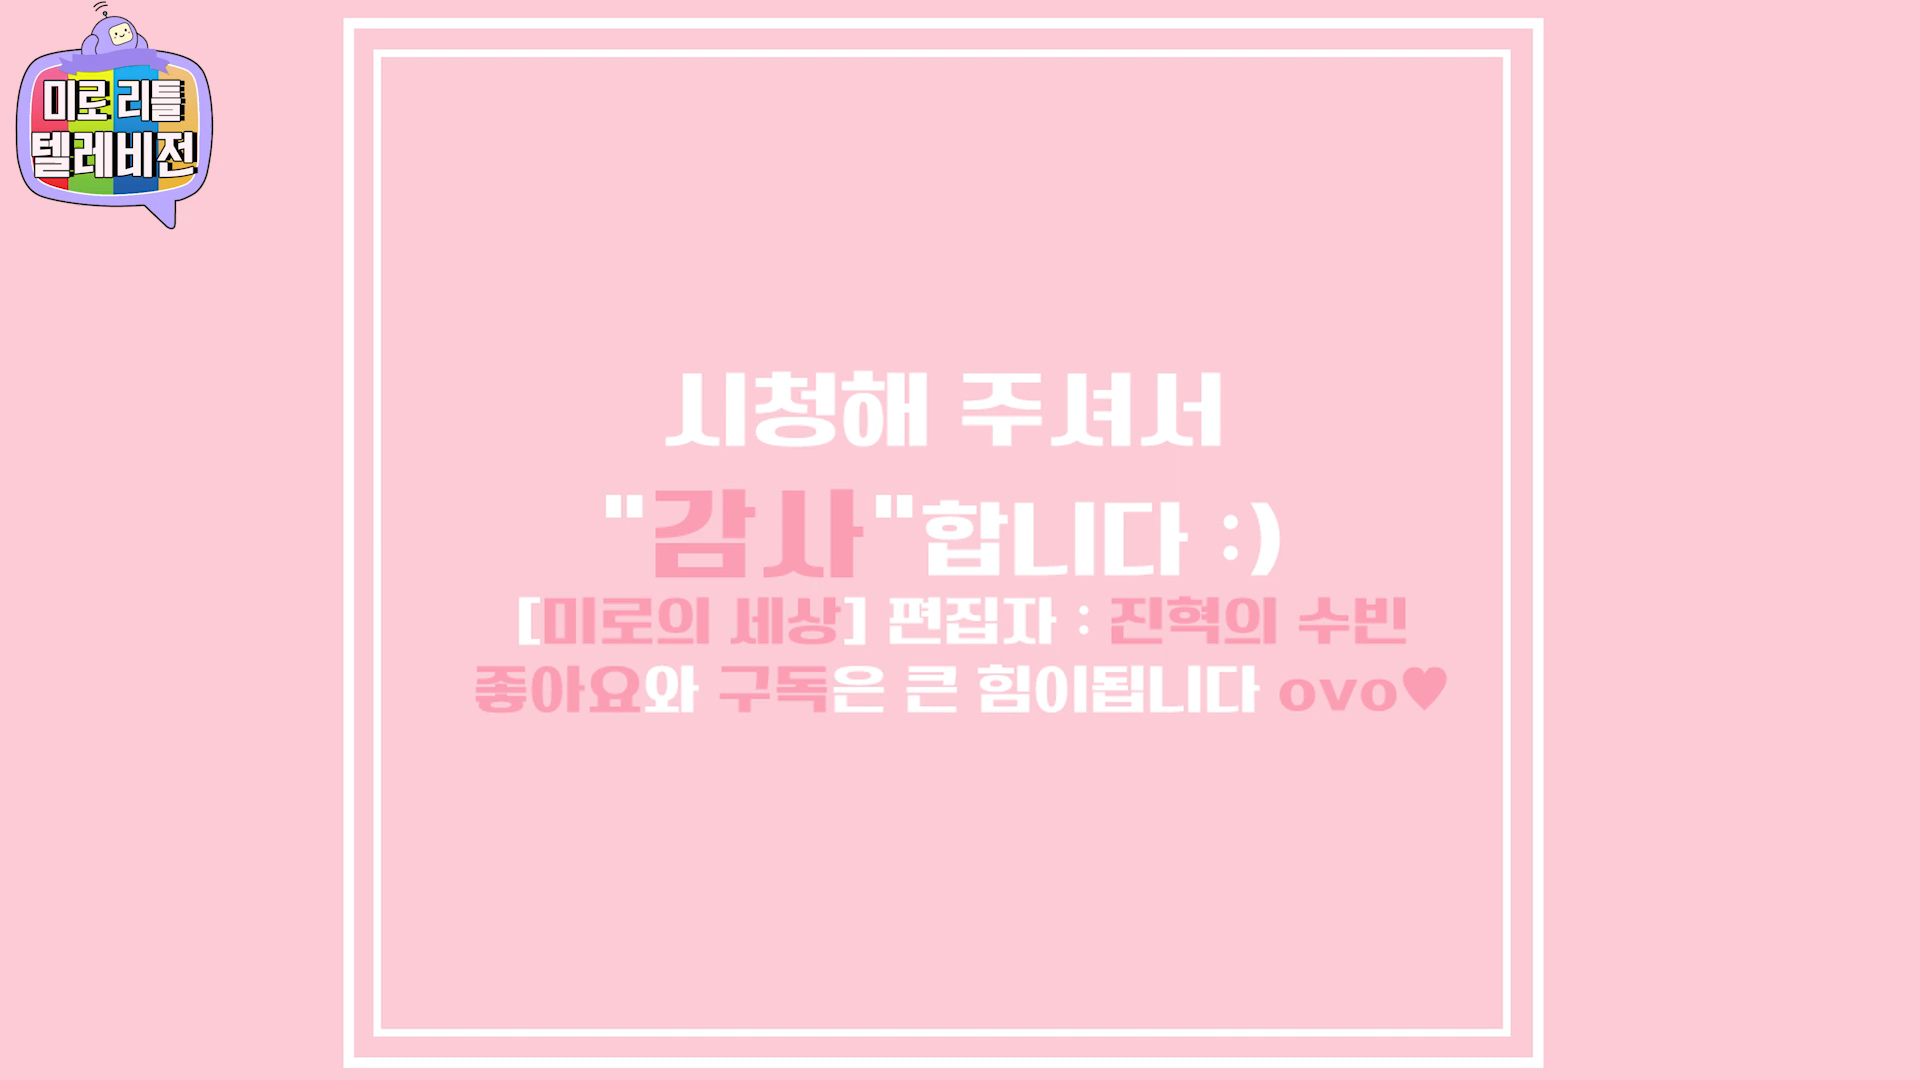 미로 리틀
텔레비전
시청해 주셔서
"감사"합니다 :)
[미로의 세상] 편집자 : 진혁의 수빈
좋아요와 구독은 큰 힘이됩니다 ovo♥